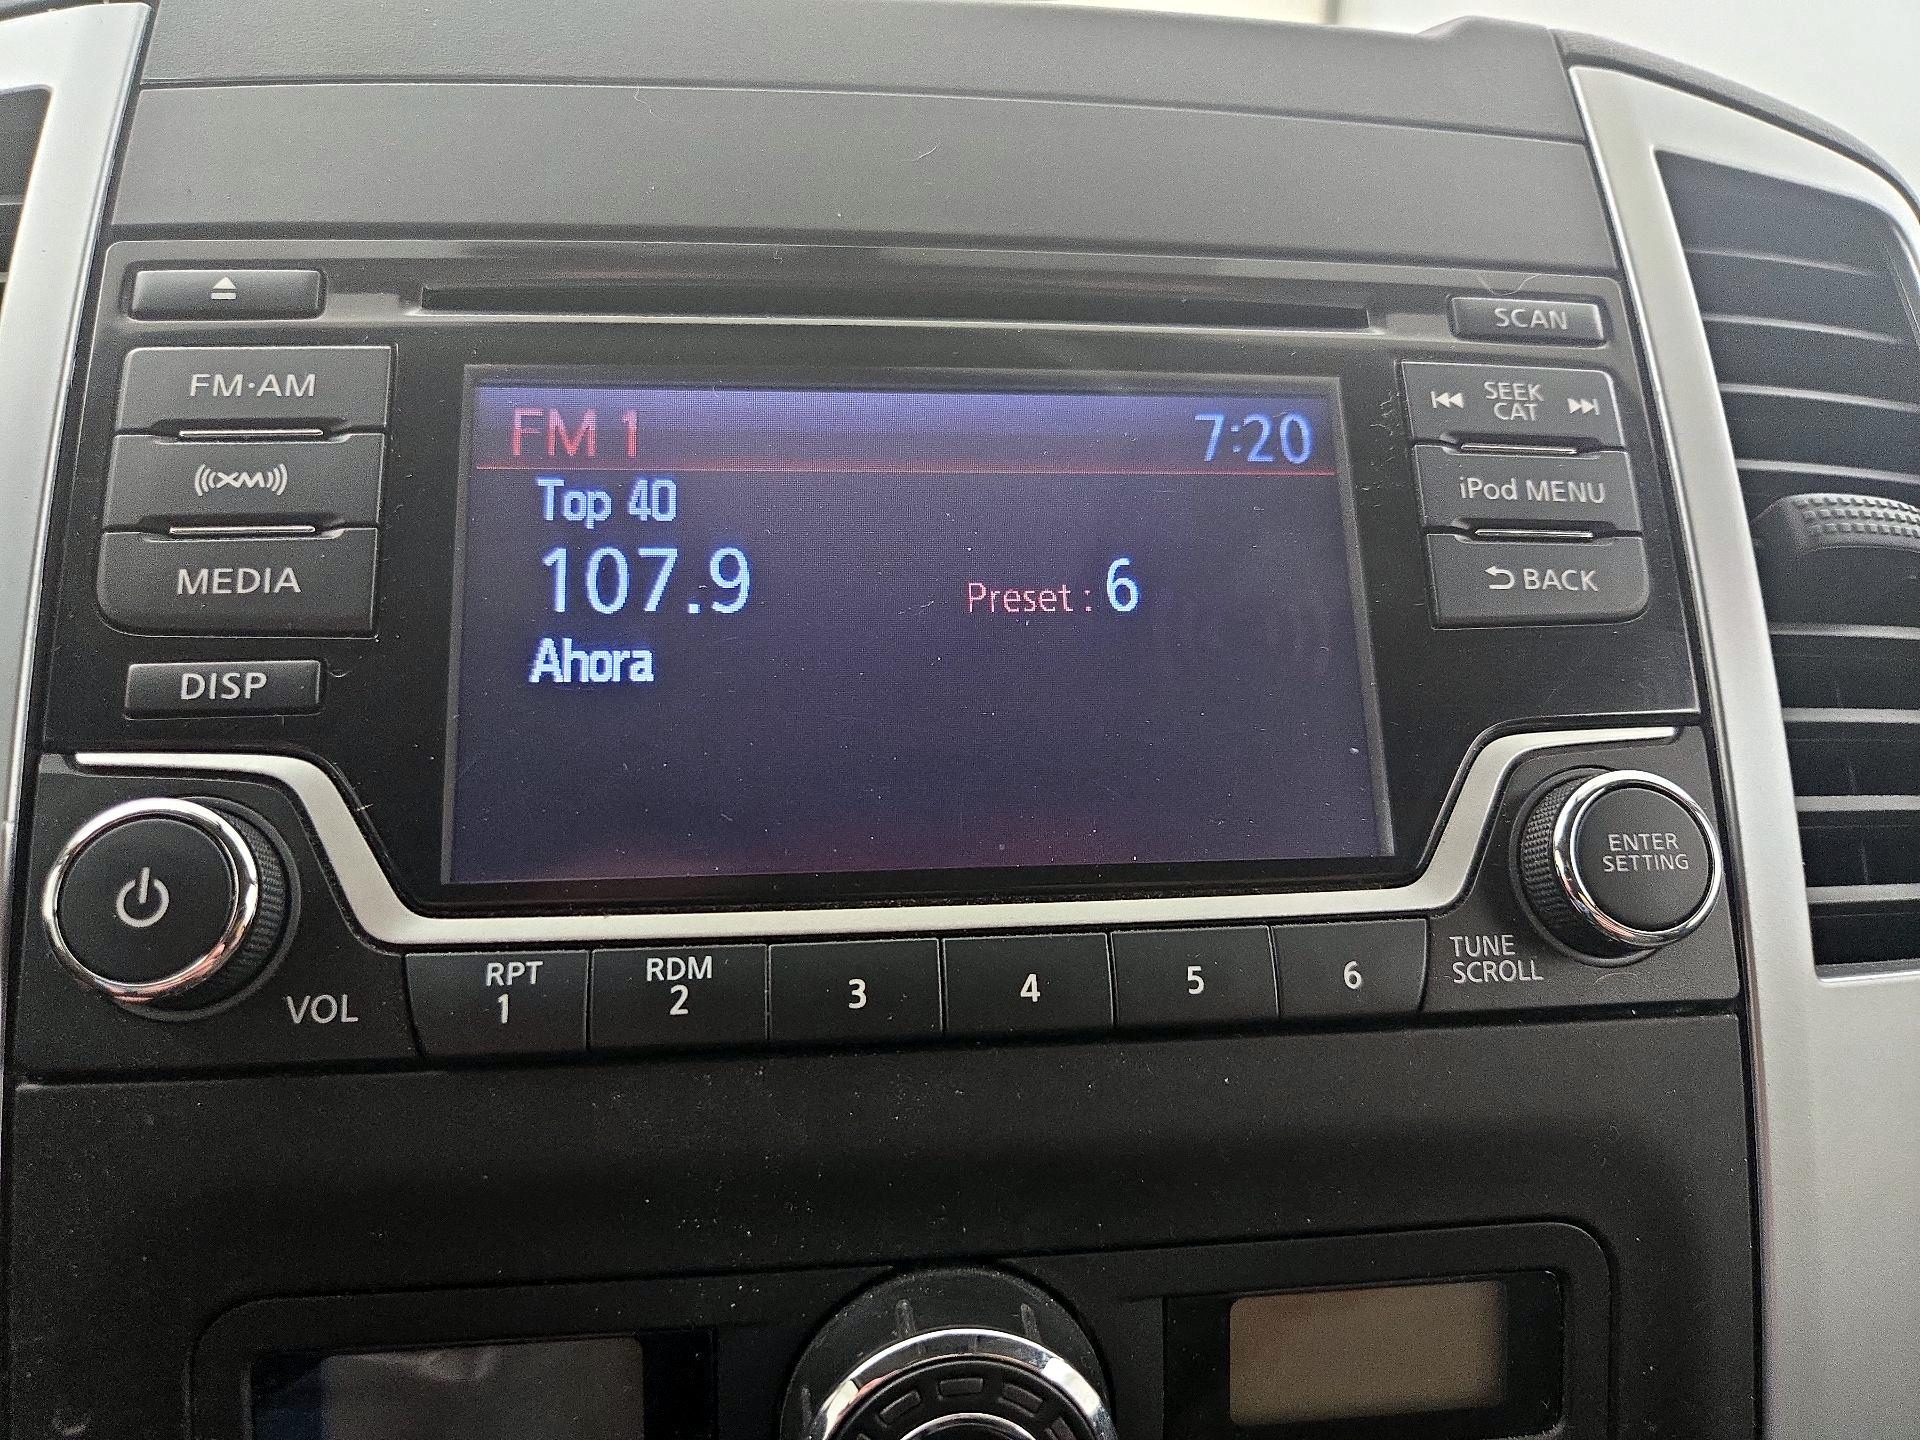 SCAN
FM·AM
SEEK
CAT
FM 1
7:20
XM
iPod MENU
Top 40
107.9
Preset : 6
MEDIA
BACK
Ahora
DISP
ENTER
SETTING
VOL
RPT
1
RDM
2
3
4
5
6
TUNE
SCROLL